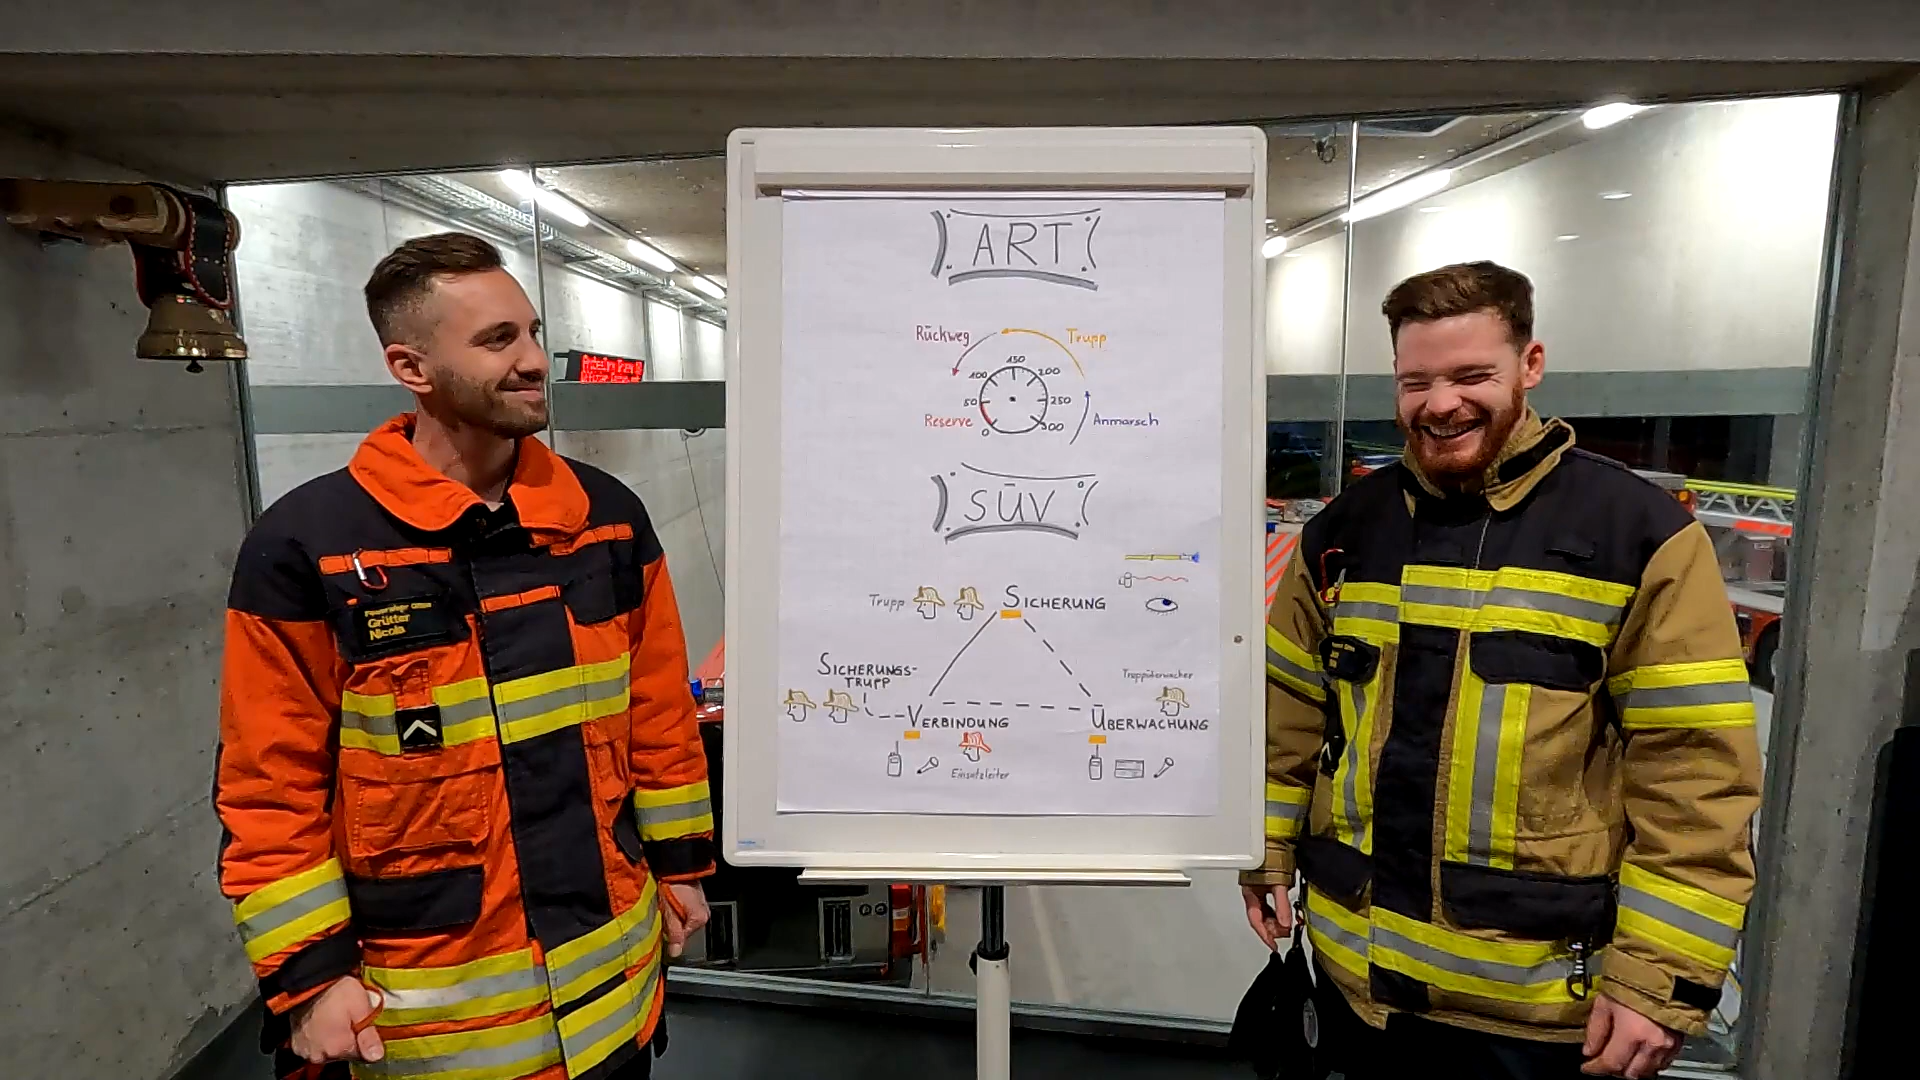 ART
Rückweg
Trupp
150
100
200
50
250
Reserve
Anmarsch
0
300
SÜV
Trupp
SICHERUNG
SICHERUNGS-
TRUPP
Truppüberwacher
VERBINDUNG
ÜBERWACHUNG
Einsatzleiter
Grütter
Nicola